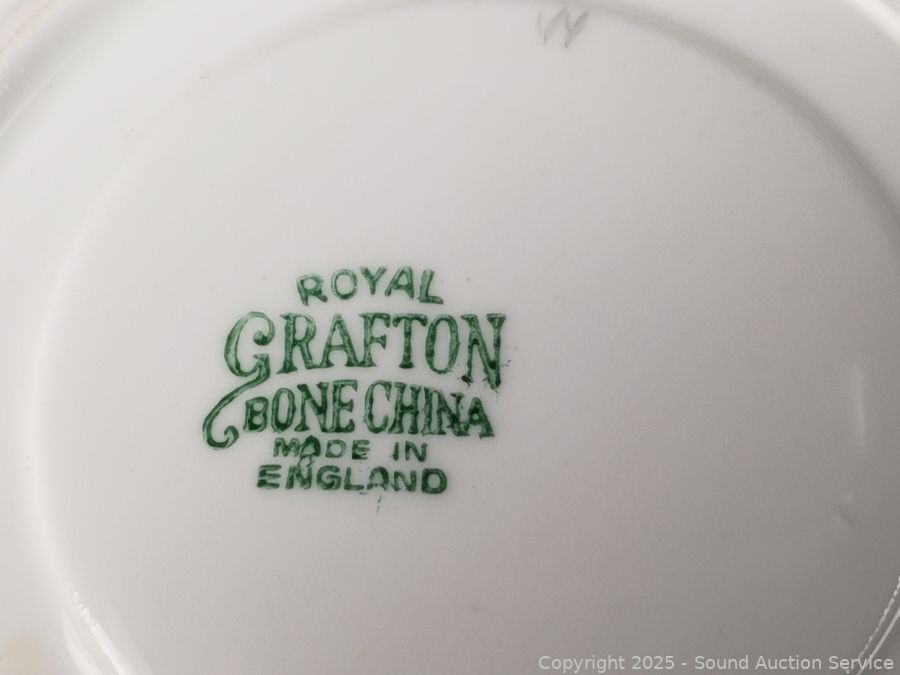 W
ROYAL
GRAFTON
BONE CHINA
MADE IN
ENGLAND
Copyright 2025 - Sound Auction Service